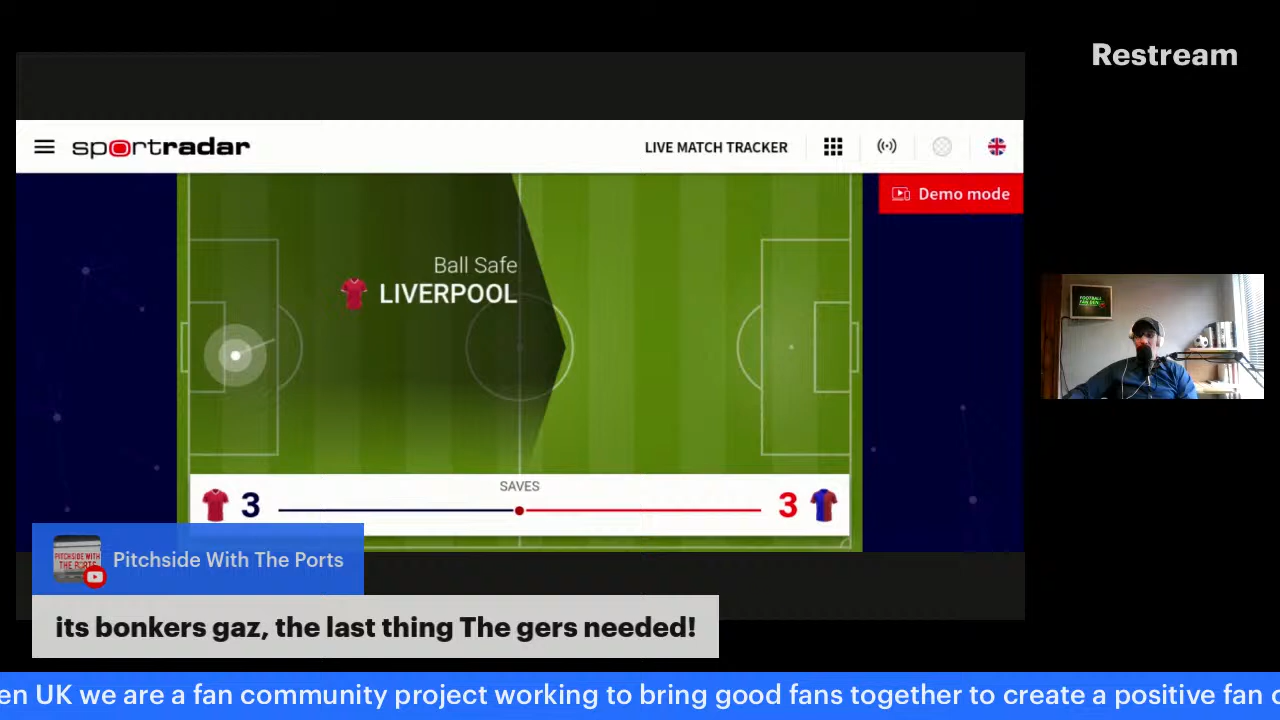 Restream
sportradar
LIVE MATCH TRACKER
Demo mode
Ball Safe
LIVERPOOL
SAVES
3
3
Pitchside With The Ports
its bonkers gaz, the last thing The gers needed!
en UK we are a fan community project working to bring good fans together to create a positive fan